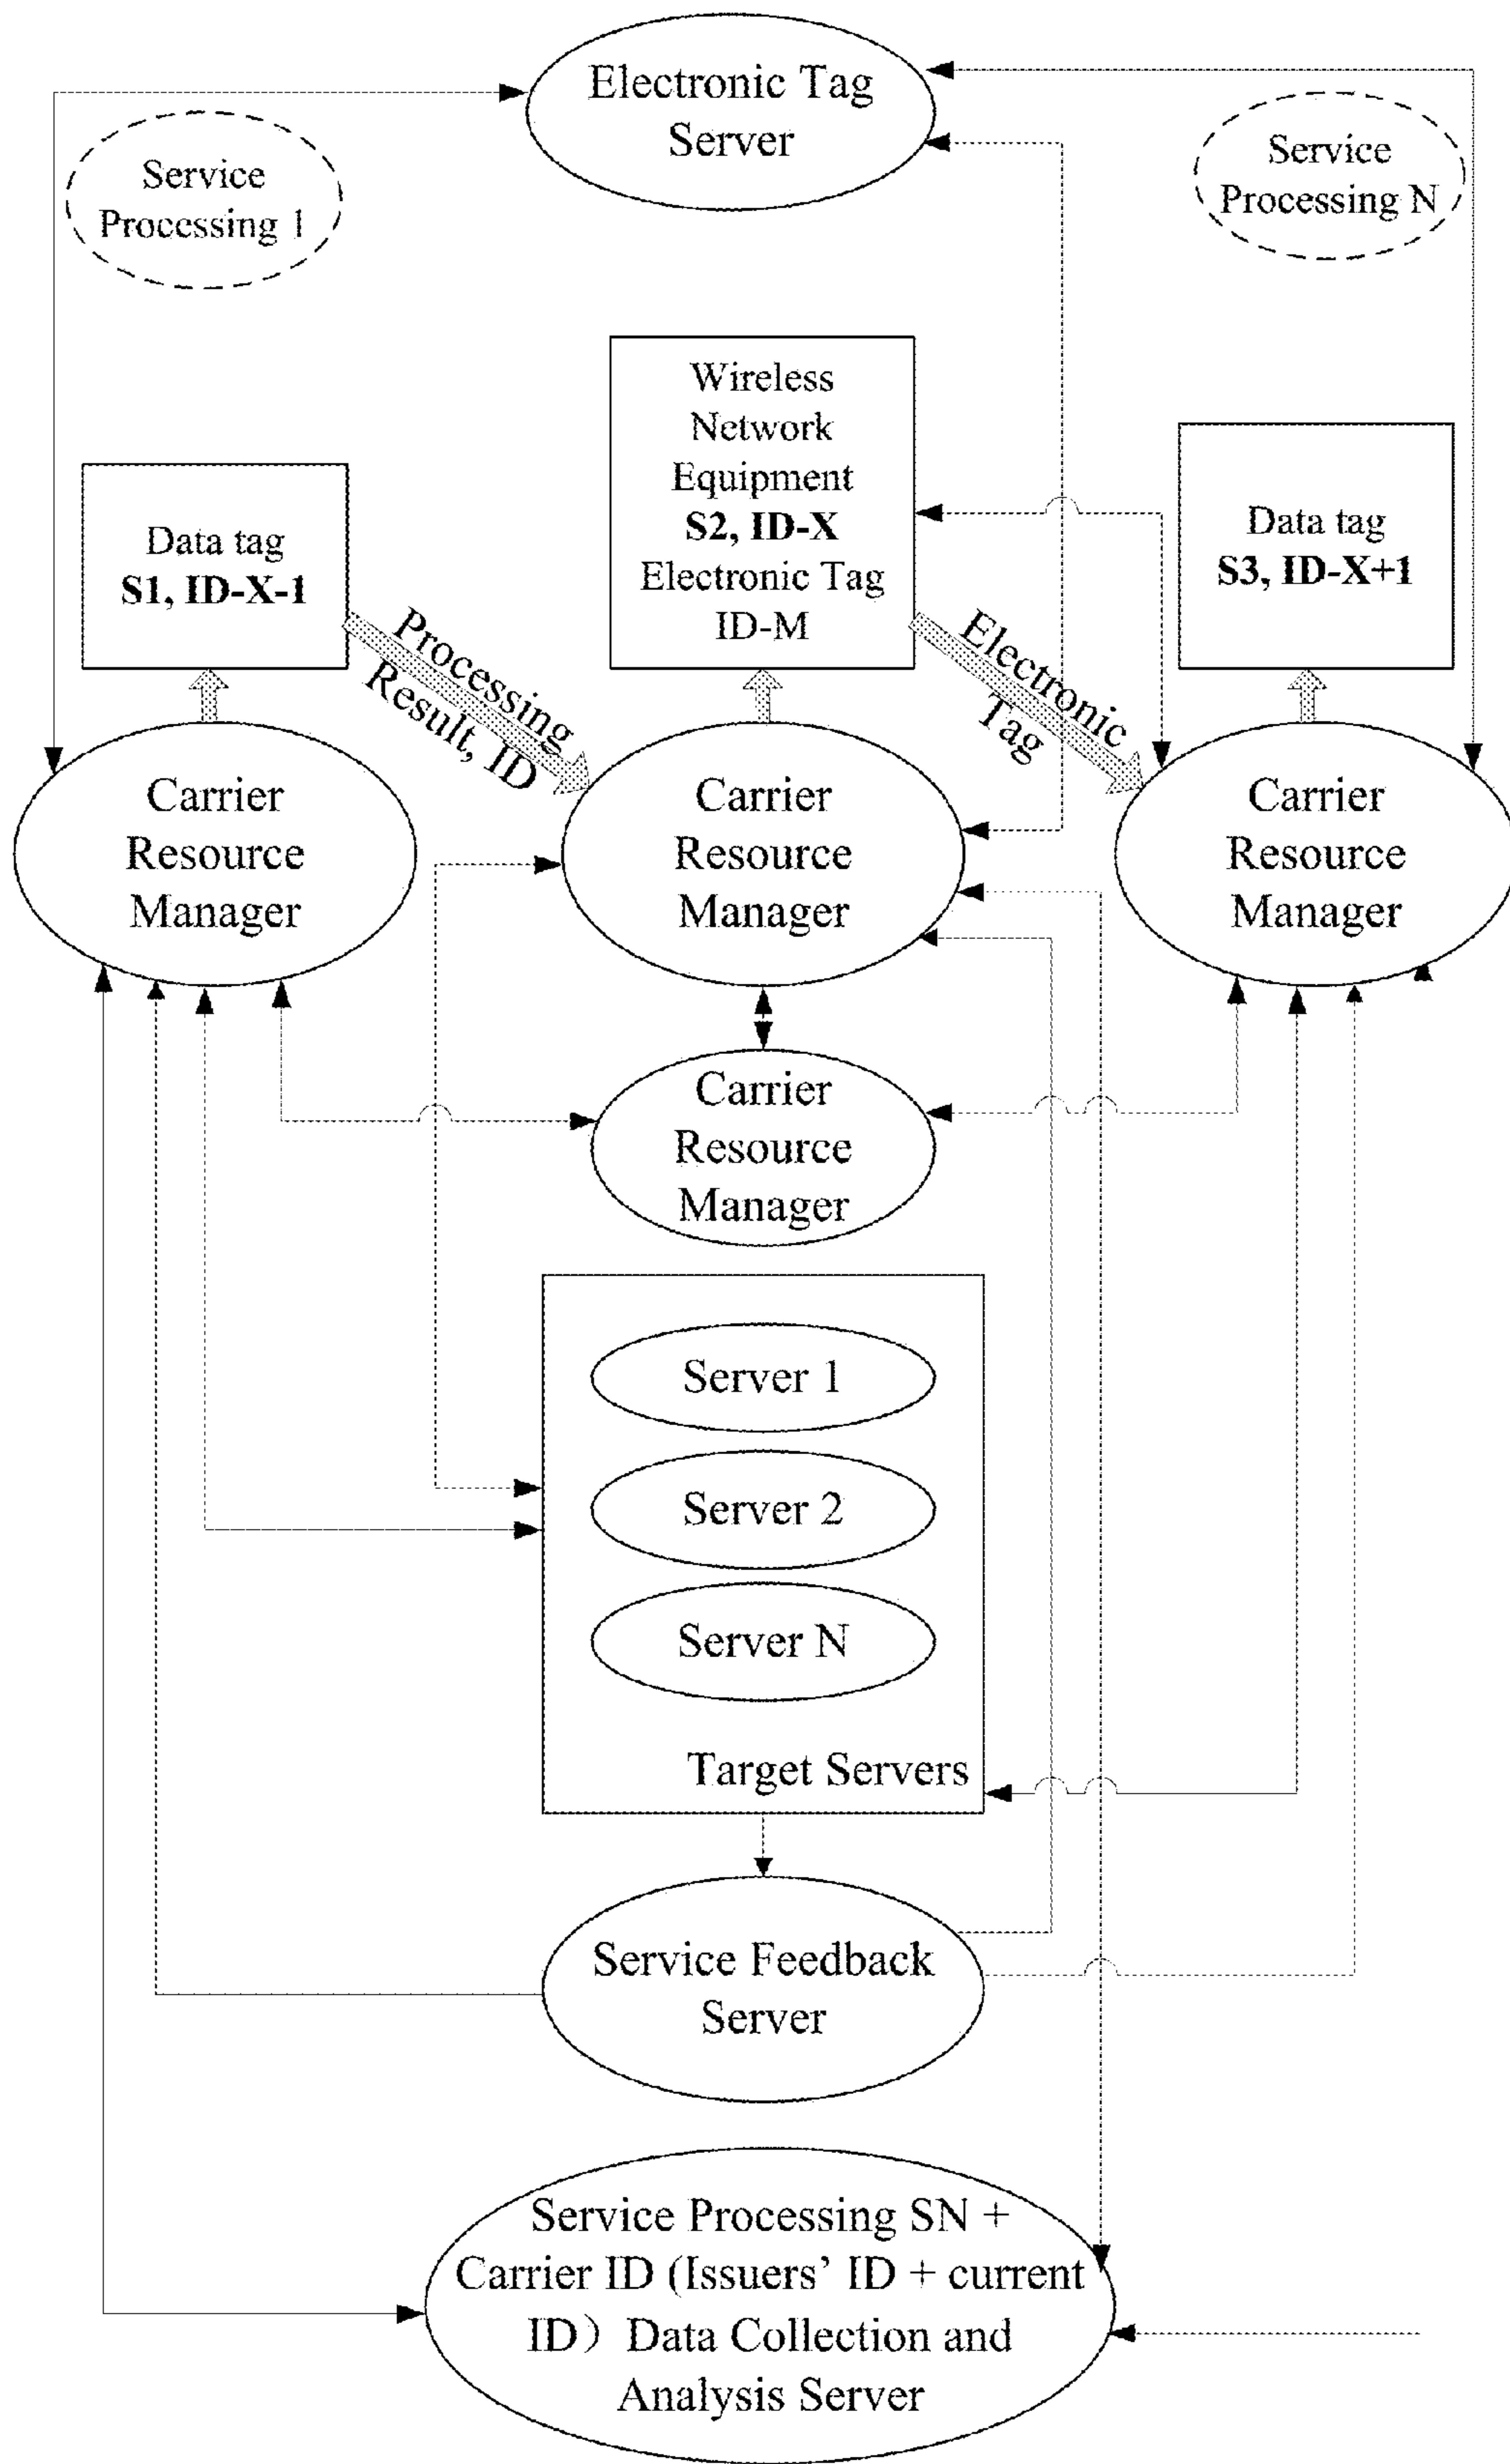 Electronic Tag
Server
Service
Processing 1
Service
Processing N
Wireless
Network
Equipment
S2, ID-X
Electronic Tag
ID-M
Data tag
S1, ID-X-1
Data tag
S3, ID-X+1
Processing
Result, ID
Electronic
Tag
Carrier
Resource
Manager
Carrier
Resource
Manager
Carrier
Resource
Manager
Carrier
Resource
Manager
Server 1
Server 2
Server N
Target Servers
Service Feedback
Server
Service Processing SN +
Carrier ID (Issuers’ ID + current
ID） Data Collection and
Analysis Server